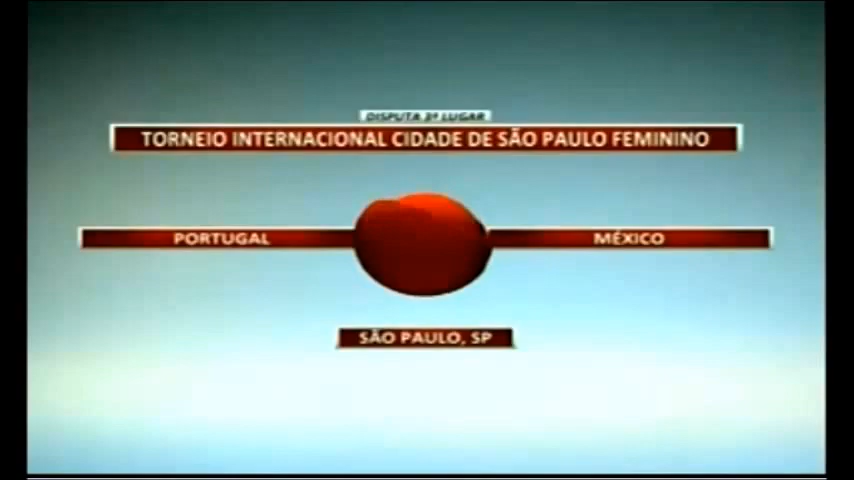 DISPUTA 3º LUGAR
TORNEIO INTERNACIONAL CIDADE DE SÃO PAULO FEMININO
PORTUGAL
MÉXICO
SÃO PAULO, SP